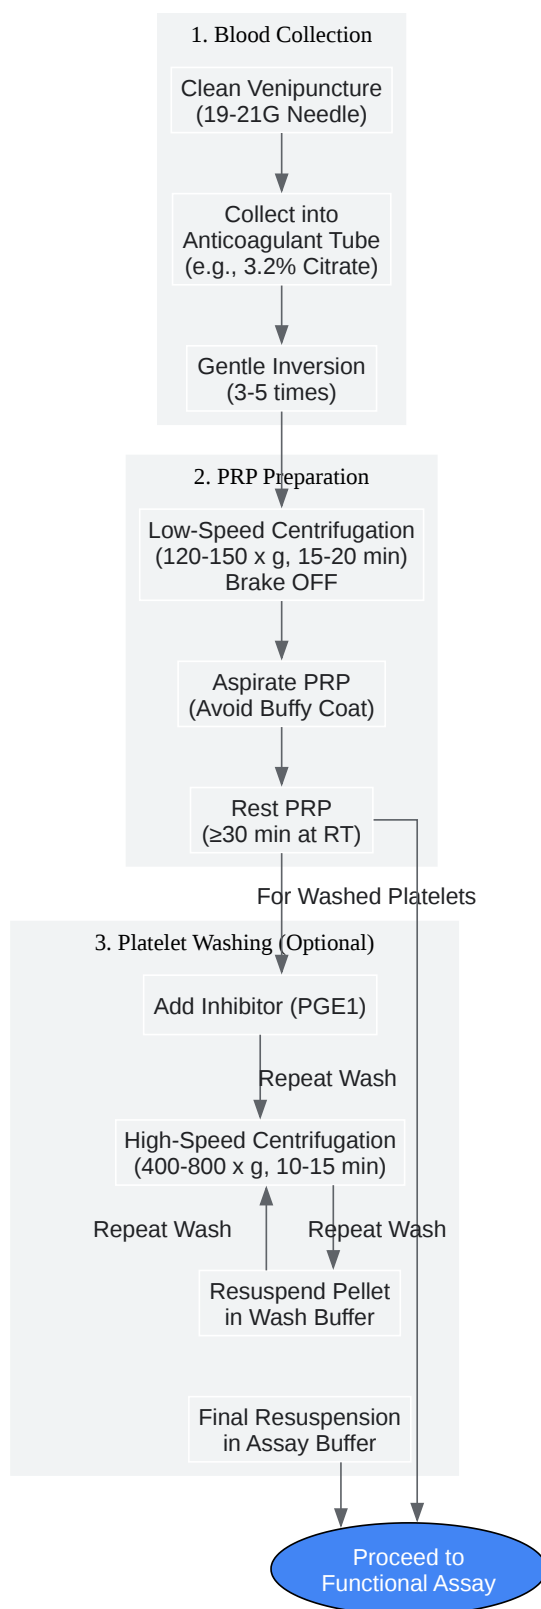 1. Blood Collection
Clean Venipuncture
(19-21G Needle)
Collect into
Anticoagulant Tube
(e.g., 3.2% Citrate)
Gentle Inversion
(3-5 times)
2. PRP Preparation
Low-Speed Centrifugation
(120-150 x g, 15-20 min)
Brake OFF
Aspirate PRP
(Avoid Buffy Coat)
Rest PRP
(≥30 min at RT)
For Washed Platelets
3. Platelet Washing (Optional)
Add Inhibitor (PGE1)
Repeat Wash
High-Speed Centrifugation
(400-800 x g, 10-15 min)
Repeat Wash
Repeat Wash
Resuspend Pellet
in Wash Buffer
Final Resuspension
in Assay Buffer
Proceed to
Functional Assay